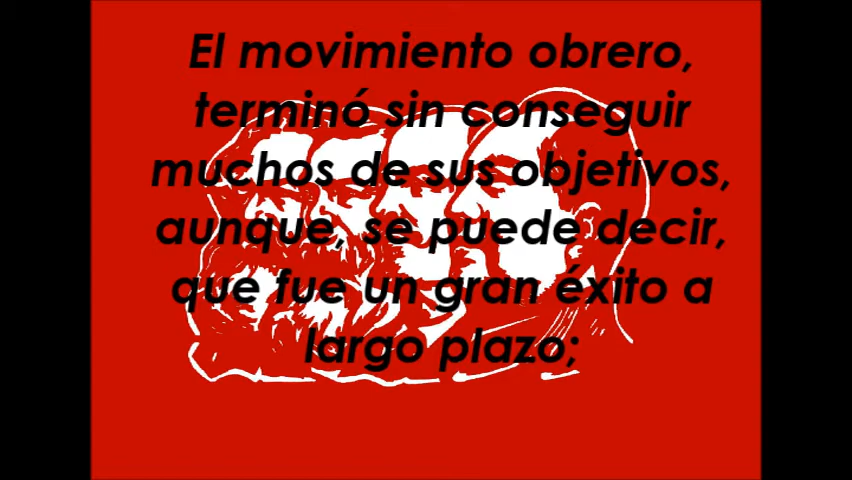 El movimiento obrero,
terminó sin conseguir
muchos de sus objetivos,
aunque, se puede decir,
que fue un gran éxito a
largo plazo;